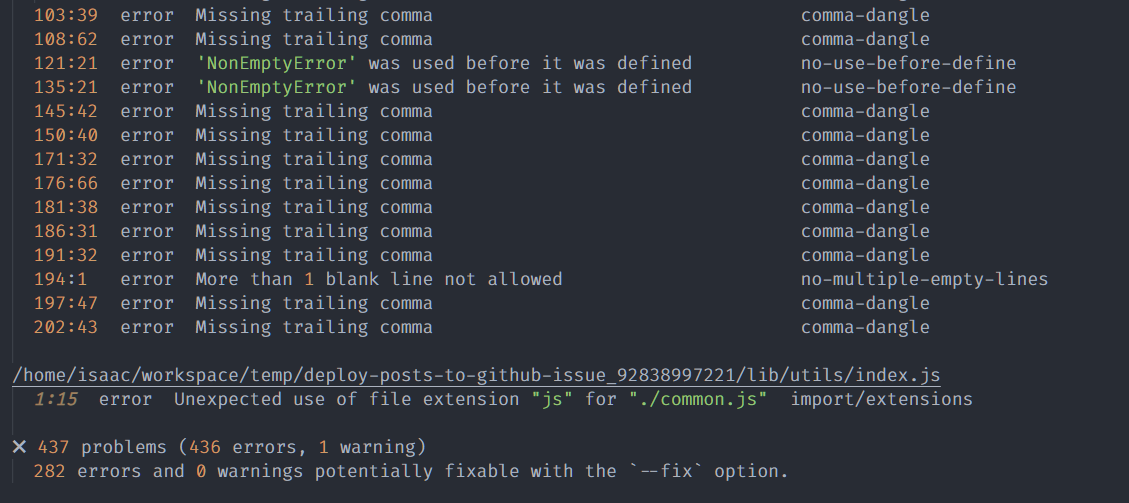 103:39 error Missing trailing comma comma-dangle
108:62 error Missing trailing comma comma-dangle
121:21 error 'NonEmptyError' was used before it was defined no-use-before-define
135:21 error 'NonEmptyError' was used before it was defined no-use-before-define
145:42 error Missing trailing comma comma-dangle
150:40 error Missing trailing comma comma-dangle
171:32 error Missing trailing comma comma-dangle
176:66 error Missing trailing comma comma-dangle
181:38 error Missing trailing comma comma-dangle
186:31 error Missing trailing comma comma-dangle
191:32 error Missing trailing comma comma-dangle
194:1 error More than 1 blank line not allowed no-multiple-empty-lines
197:47 error Missing trailing comma comma-dangle
202:43 error Missing trailing comma comma-dangle
/home/isaac/workspace/temp/deploy-posts-to-github-issue_92838997221/lib/utils/index.js
1:15 error Unexpected use of file extension "js" for "./common.js" import/extensions
✕ 437 problems (436 errors, 1 warning)
282 errors and 0 warnings potentially fixable with the `--fix` option.